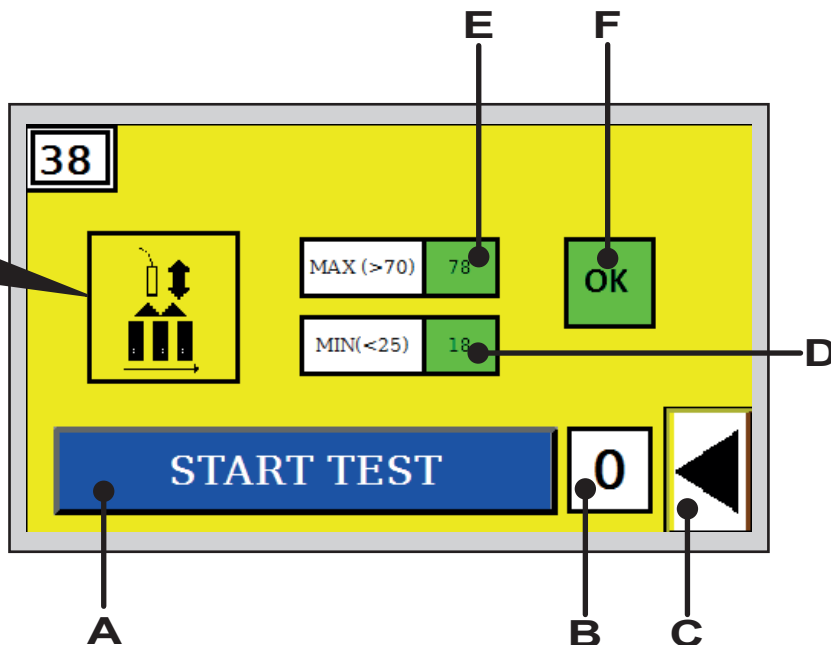 E F
38
MAX (>70) 78
OK
MIN(<25) 18
D
START TEST 0
A B C